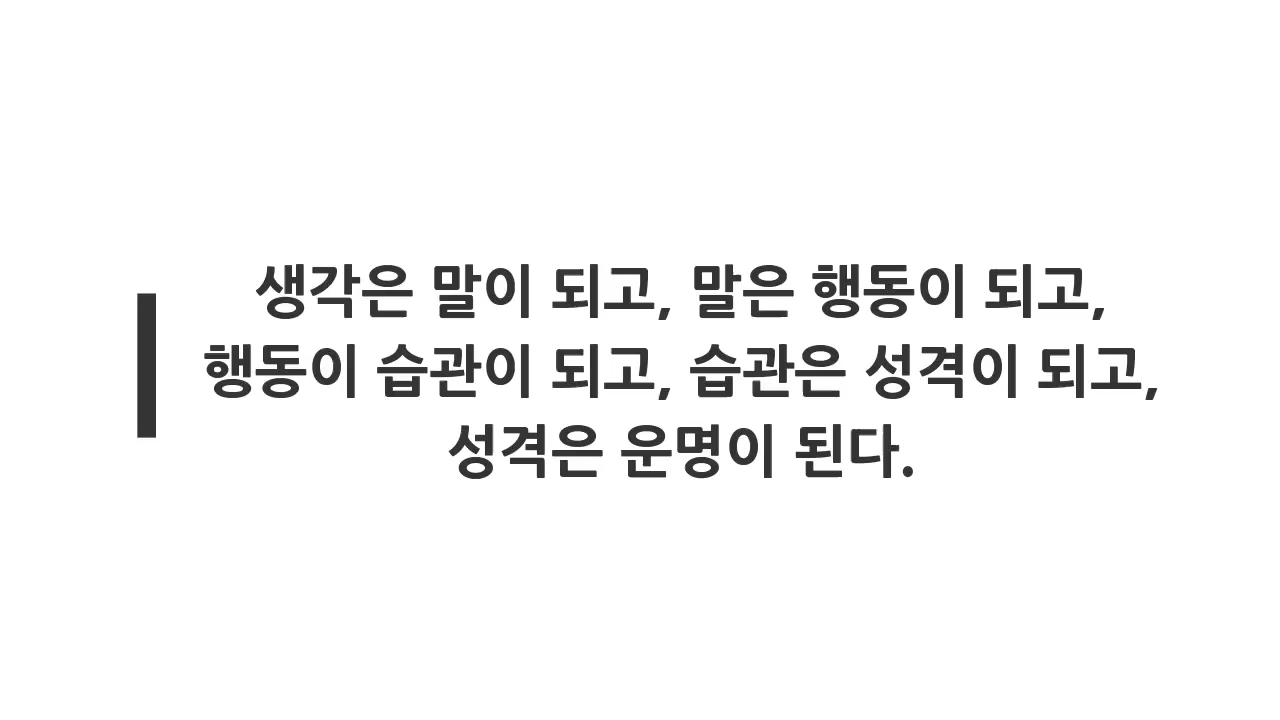 생각은 말이 되고, 말은 행동이 되고,
행동이 습관이 되고, 습관은 성격이 되고,
성격은 운명이 된다.